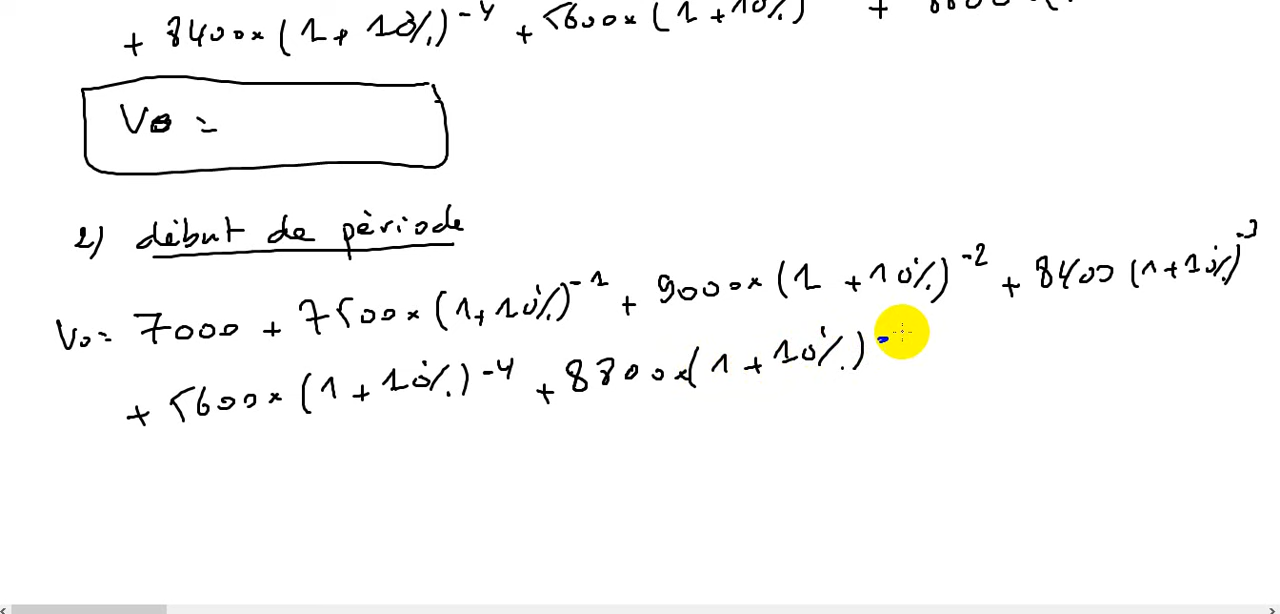 + 8400× (1 + 10%)-4 + 5600× (1 + 10%) +
V0 =
2) début de période
V0 = 7000 + 7500× (1 + 10%)-1 + 9000× (1 + 10%)-2 + 8400 (1 + 10%)-3
+ 5600× (1 + 10%)-4 + 8800× (1 + 10%)-